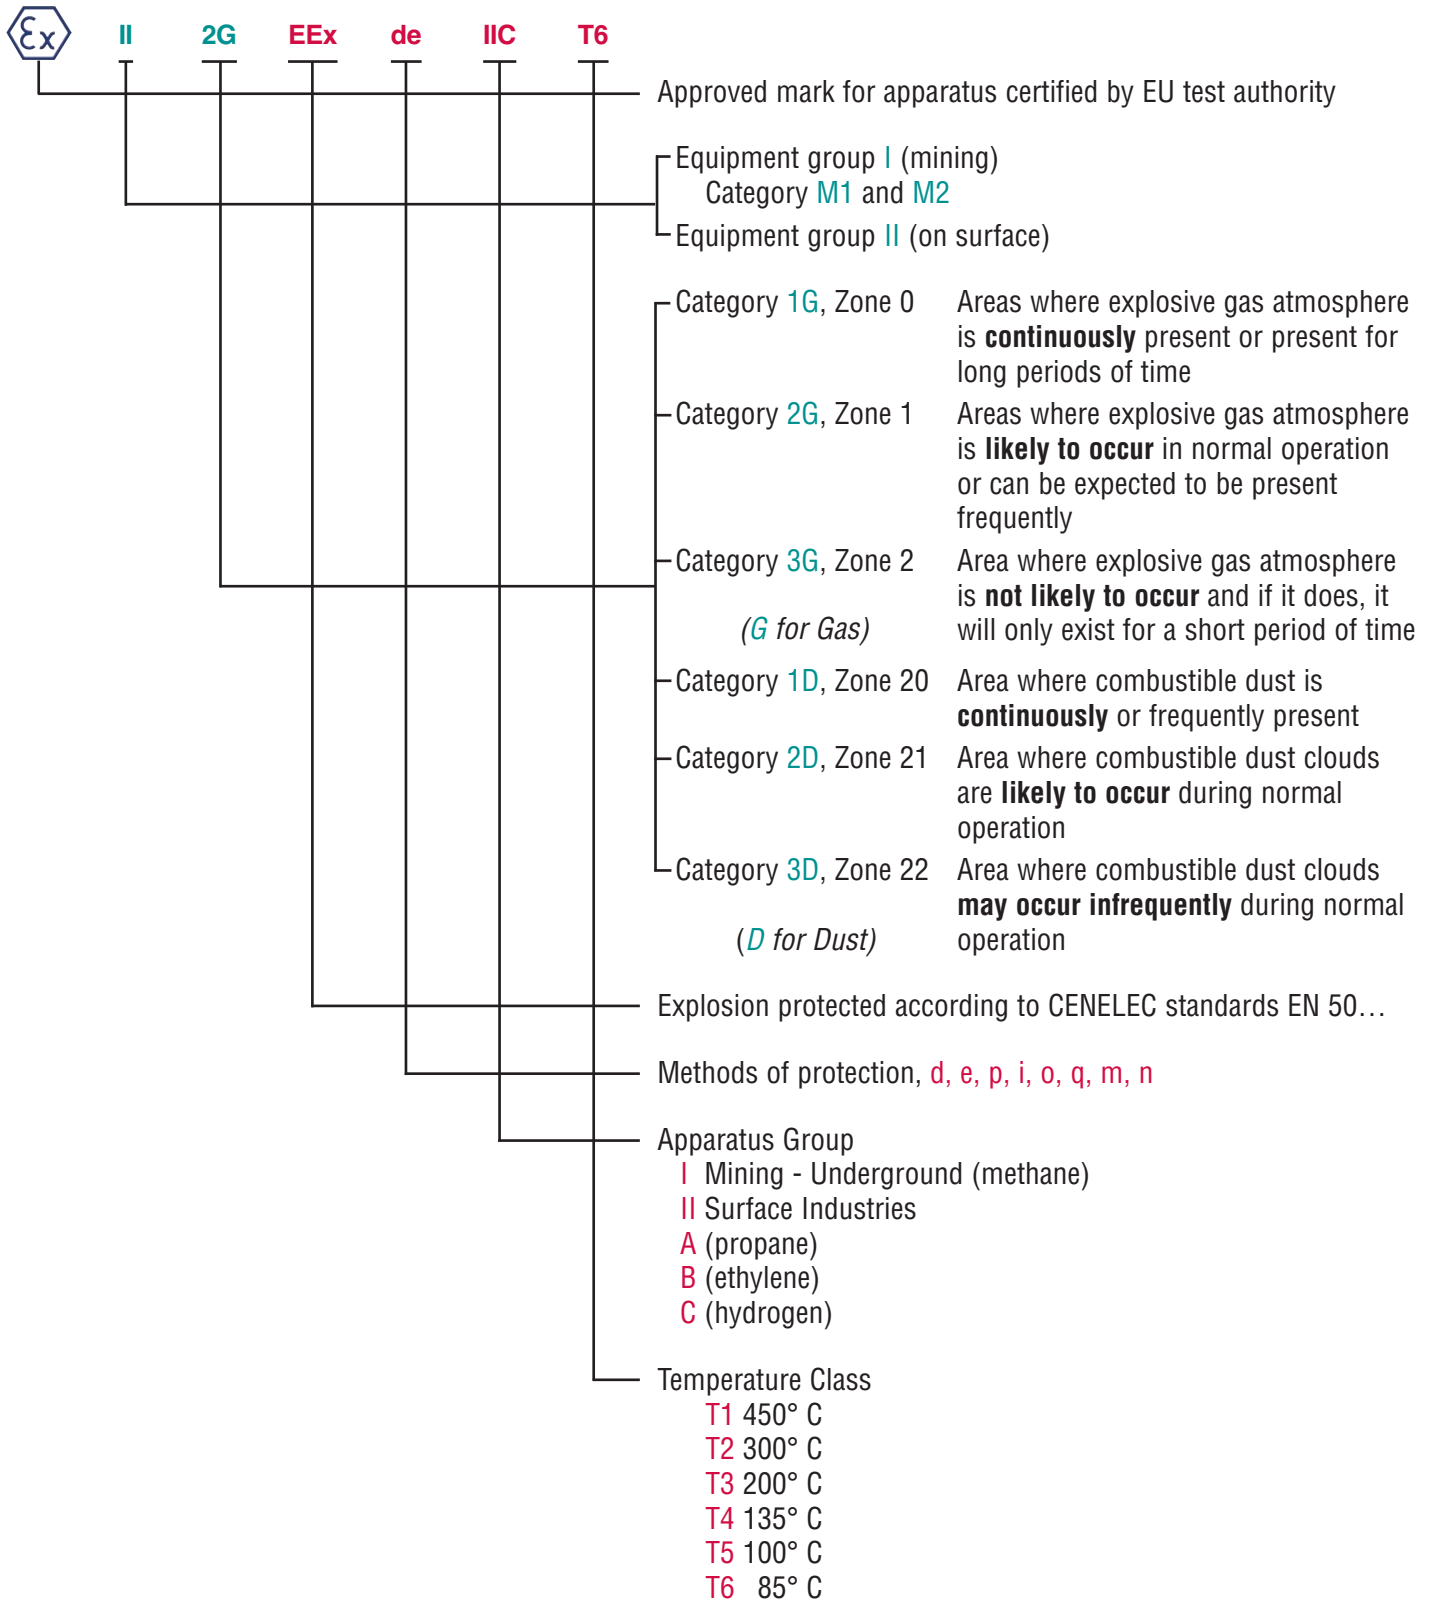 Ex II 2G EEx de IIC T6
Approved mark for apparatus certified by EU test authority
Equipment group I (mining)
Category M1 and M2
Equipment group II (on surface)
Category 1G, Zone 0 Areas where explosive gas atmosphere
is continuously present or present for
long periods of time
Category 2G, Zone 1 Areas where explosive gas atmosphere
is likely to occur in normal operation
or can be expected to be present
frequently
Category 3G, Zone 2 Area where explosive gas atmosphere
is not likely to occur and if it does, it
(G for Gas) will only exist for a short period of time
Category 1D, Zone 20 Area where combustible dust is
continuously or frequently present
Category 2D, Zone 21 Area where combustible dust clouds
are likely to occur during normal
operation
Category 3D, Zone 22 Area where combustible dust clouds
may occur infrequently during normal
(D for Dust) operation
Explosion protected according to CENELEC standards EN 50…
Methods of protection, d, e, p, i, o, q, m, n
Apparatus Group
I Mining - Underground (methane)
II Surface Industries
A (propane)
B (ethylene)
C (hydrogen)
Temperature Class
T1 450° C
T2 300° C
T3 200° C
T4 135° C
T5 100° C
T6 85° C